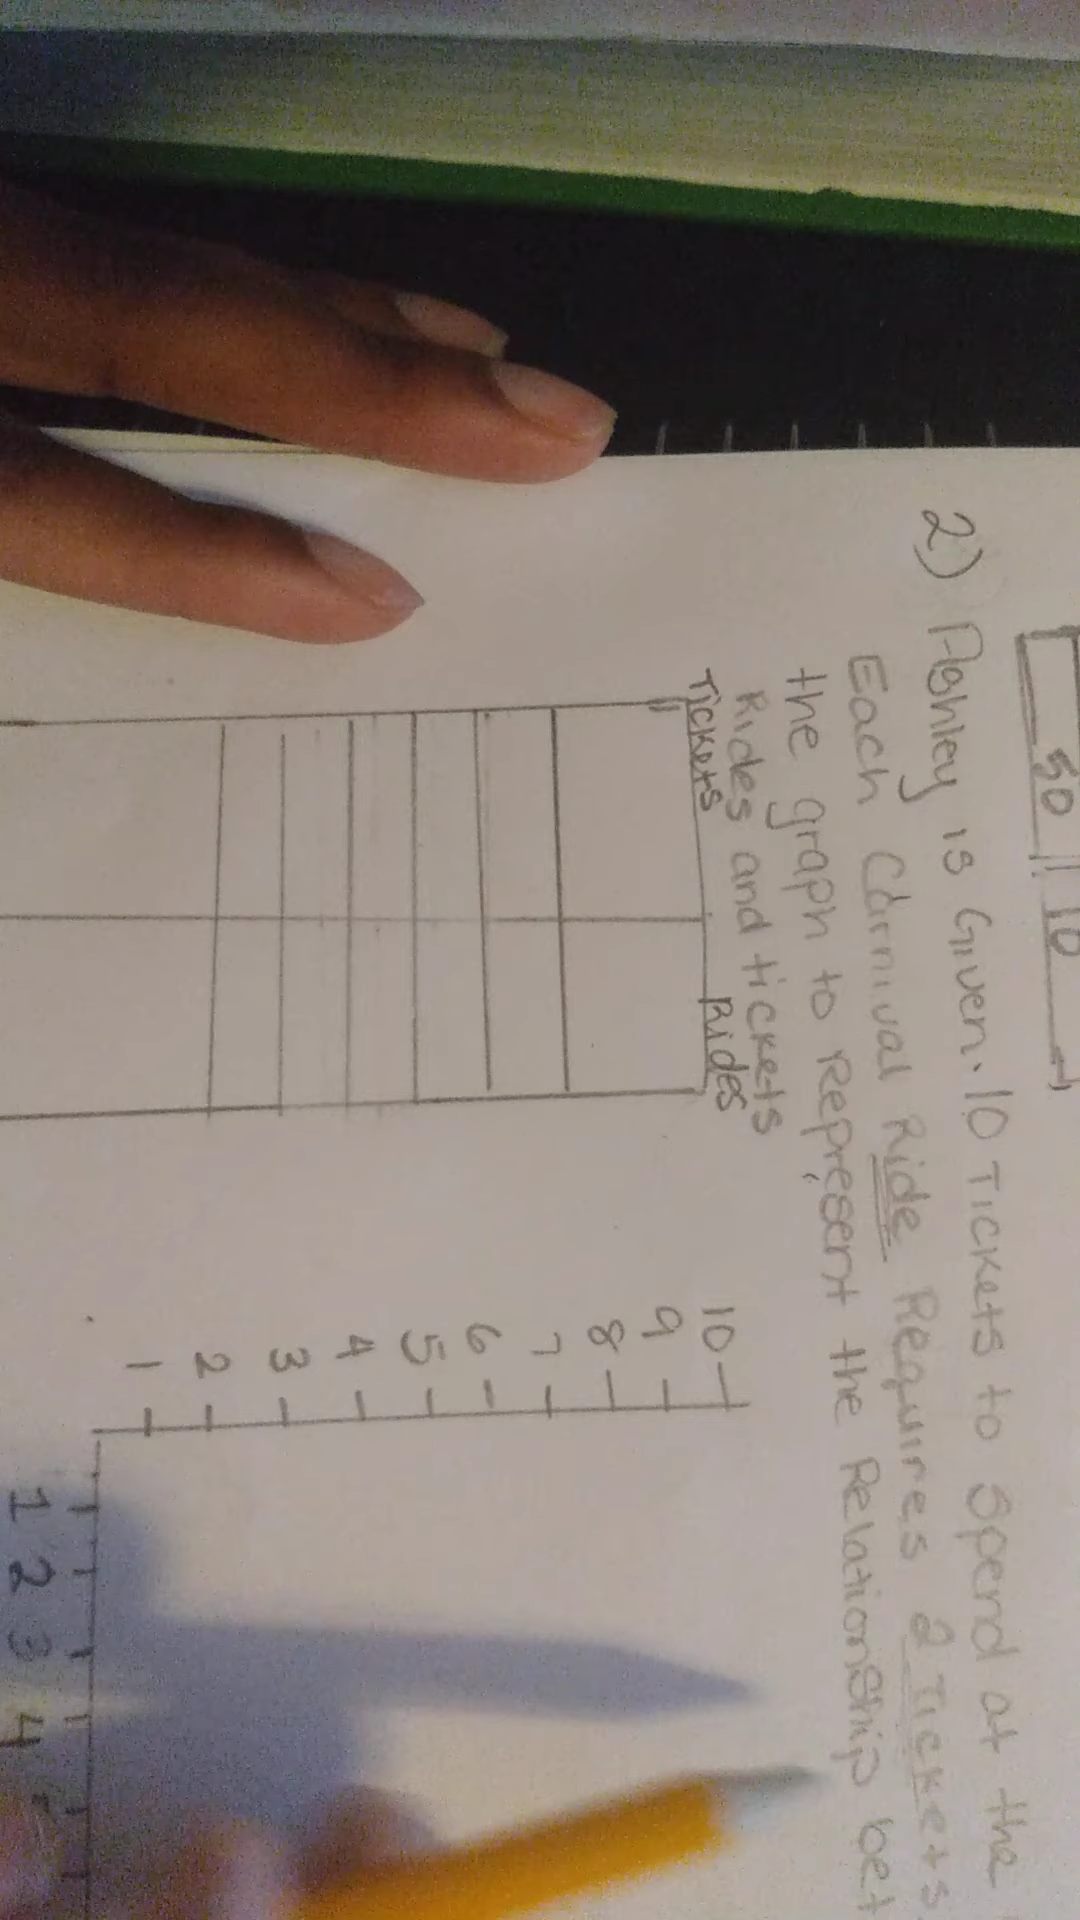 50 10
2) Ashley is Given 10 Tickets to Spend at the
Each Carnival Ride Requires 2 Tickets
the graph to Represent the Relationship bet
Rides and tickets
Tickets Rides
10
9
8
7
6
5
4
3
2
1
1 2 3 4